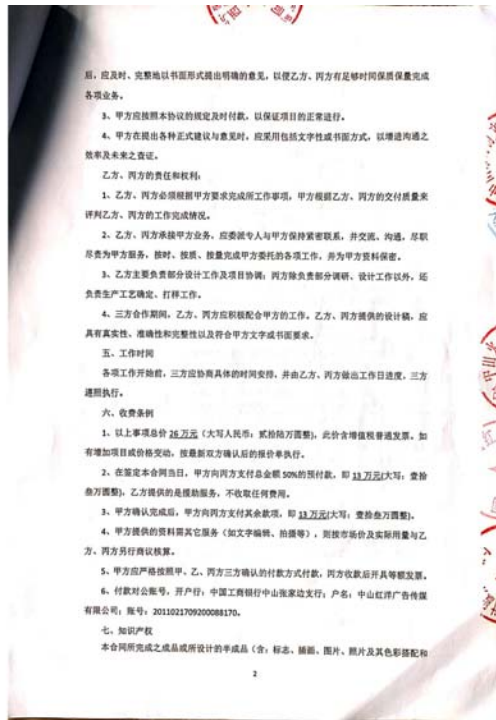 后，应及时、完整地以书面形式提出明确的意见，以便乙方、丙方有足够时间保质保量完成
各项业务。
3、甲方应按照本协议的规定及时付款，以保证项目的正常进行。
4、甲方在提出各种正式建议与意见时，应采用包括文字性或书面方式，以增进沟通之
效率及未来之查证。
乙方、丙方的责任和权利：
1、乙方、丙方必须根据甲方要求完成所工作事项，甲方根据乙方、丙方的交付质量来
评判乙方、丙方的工作完成情况。
2、乙方、丙方承接甲方业务，应委派专人与甲方保持紧密联系，并交流、沟通，尽职
尽责为甲方服务，按时、按质、按量完成甲方委托的各项工作，并为甲方资料保密。
3、乙方主要负责部分设计工作及项目协调；丙方除负责部分调研、设计工作以外，还
负责生产工艺确定、打样工作。
4、三方合作期间，乙方、丙方应积极配合甲方的工作。乙方、丙方提供的设计稿，应
具有真实性、准确性和完整性以及符合甲方文字或书面要求。
五、工作时间
各项工作开始前，三方应协商具体的时间安排，并由乙方、丙方做出工作日进度，三方
遵照执行。
六、收费条例
1、以上事项总价 26 万元（大写人民币：贰拾陆万圆整），此价含增值税普通发票。如
有增加项目或价格变动，按最新双方确认后的报价单执行。
2、在签定本合同当日，甲方向丙方支付总金额 50%的预付款，即 13 万元(大写：壹拾
叁万圆整)，乙方提供的是援助服务，不收取任何费用。
3、甲方确认完成后，甲方向丙方支付其余款项，即 13 万元(大写：壹拾叁万圆整)。
4、甲方提供的资料需其它服务（如文字编辑、拍摄等），则按市场价及实际用量与乙
方、丙方另行商议核算。
5、甲方应严格按照甲、乙、丙方三方确认的付款方式付款，丙方收款后开具等额发票。
6、付款对公账号，开户行：中国工商银行中山张家边支行；户名：中山红洋广告传媒
有限公司；账号：2011021709200088170。
七、知识产权
本合同所完成之成品或所设计的半成品（含：标志、插画、图片、照片及其色彩搭配和
2